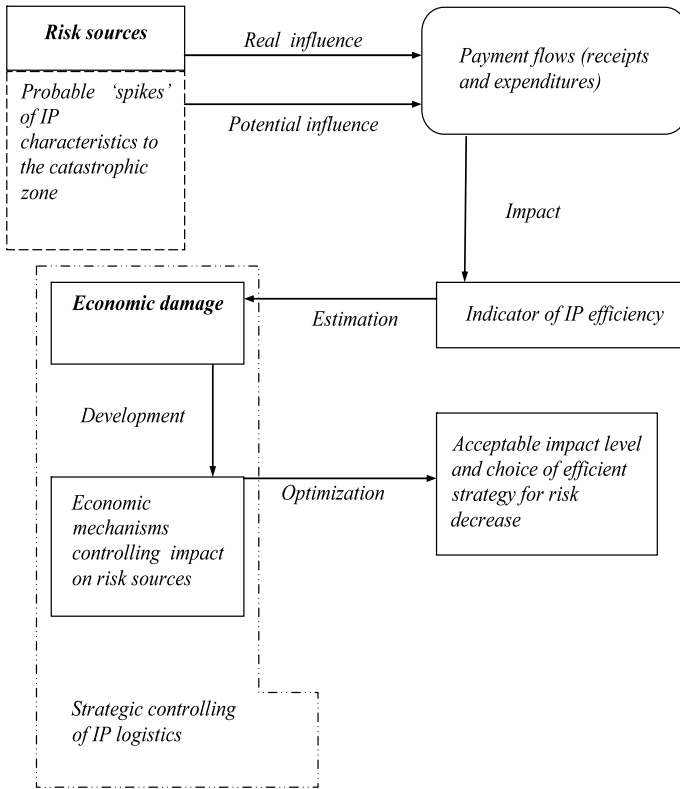 Risk sources
Real influence
Payment flows (receipts
and expenditures)
Probable ‘spikes’
of IP
characteristics to
the catastrophic
zone
Potential influence
Impact
Economic damage
Estimation
Indicator of IP efficiency
Development
Acceptable impact level
and choice of efficient
strategy for risk
decrease
Economic
mechanisms
controlling impact
on risk sources
Optimization
Strategic controlling
of IP logistics